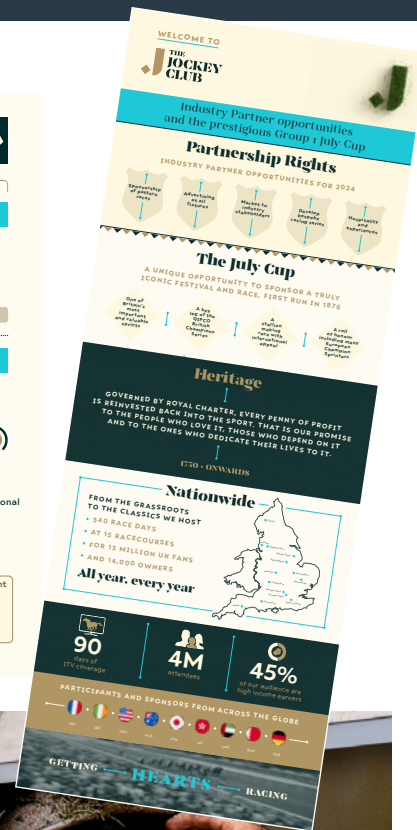 WELCOME TO
THE
JOCKEY
CLUB
Industry Partner opportunities
and the prestigious Group 1 July Cup
Partnership Rights
INDUSTRY PARTNER OPPORTUNITIES FOR 2024
Sponsorship
of pattern
races
Advertising
on all
fixtures
Market to
industry
stakeholders
Develop
bespoke
racing series
Hospitality
and
experiences
The July Cup
A UNIQUE OPPORTUNITY TO SPONSOR A TRULY
ICONIC FESTIVAL AND RACE, FIRST RUN IN 1876
One of
Britain's
most
important
and valuable
sprints
A key
leg of the
QIPCO
British
Champions
Series
A
stallion
making
race with
international
appeal
A roll
of honour
including many
European
Champion
Sprinters
Heritage
GOVERNED BY ROYAL CHARTER, EVERY PENNY OF PROFIT
IS REINVESTED BACK INTO THE SPORT. THAT IS OUR PROMISE
TO THE PEOPLE WHO LOVE IT, THOSE WHO DEPEND ON IT
AND TO THE ONES WHO DEDICATE THEIR LIVES TO IT.
1750 - ONWARDS
Nationwide
FROM THE GRASSROOTS
TO THE CLASSICS WE HOST
• 340 RACE DAYS
• AT 15 RACECOURSES
• FOR 15 MILLION UK FANS
• AND 14,000 OWNERS
All year, every year
90
days of
ITV coverage
4M
attendees
45%
of our audience are
high income earners
PARTICIPANTS AND SPONSORS FROM ACROSS THE GLOBE
GETTING HEARTS RACING
onal
nt